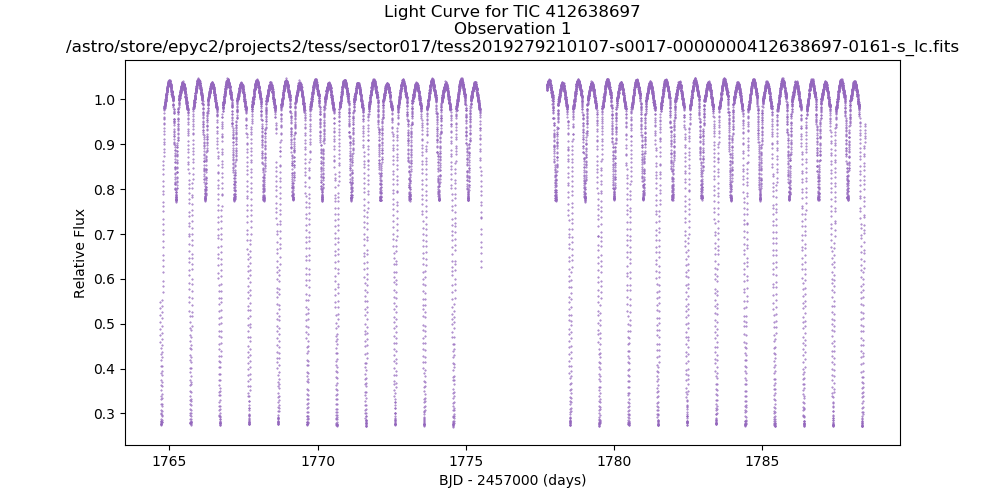 Light Curve for TIC 412638697
Observation 1
/astro/store/epyc2/projects2/tess/sector017/tess2019279210107-s0017-0000000412638697-0161-s_lc.fits
1.0
0.9
0.8
0.7
0.6
0.5
0.4
0.3
Relative Flux
1765
1770
1775
1780
1785
BJD - 2457000 (days)